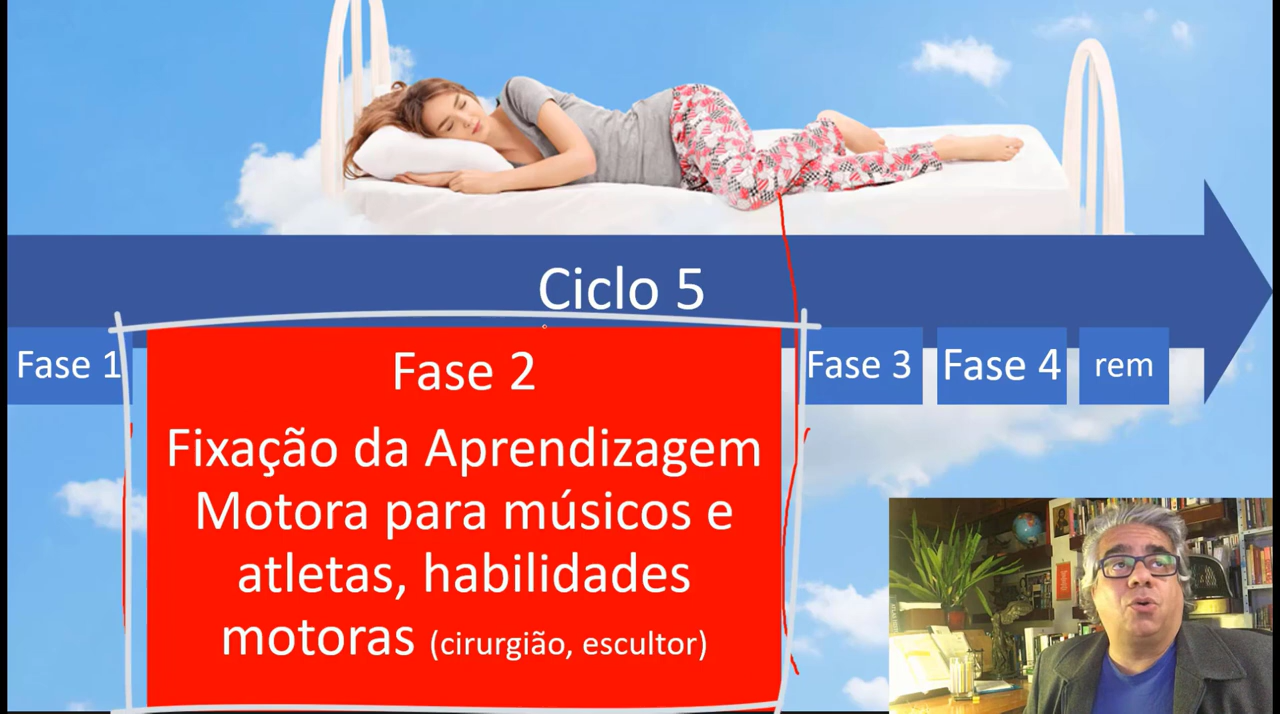 Ciclo 5
Fase 1
Fase 2
Fixação da Aprendizagem
Motora para músicos e
atletas, habilidades
motoras (cirurgião, escultor)
Fase 3
Fase 4
rem